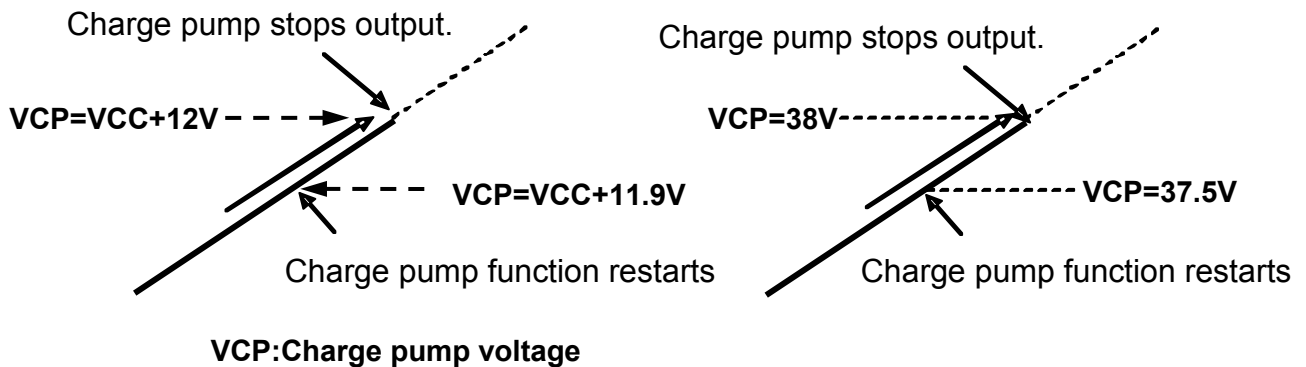 Charge pump stops output.
VCP=VCC+12V
VCP=VCC+11.9V
Charge pump function restarts
Charge pump stops output.
VCP=38V
VCP=37.5V
Charge pump function restarts
VCP:Charge pump voltage